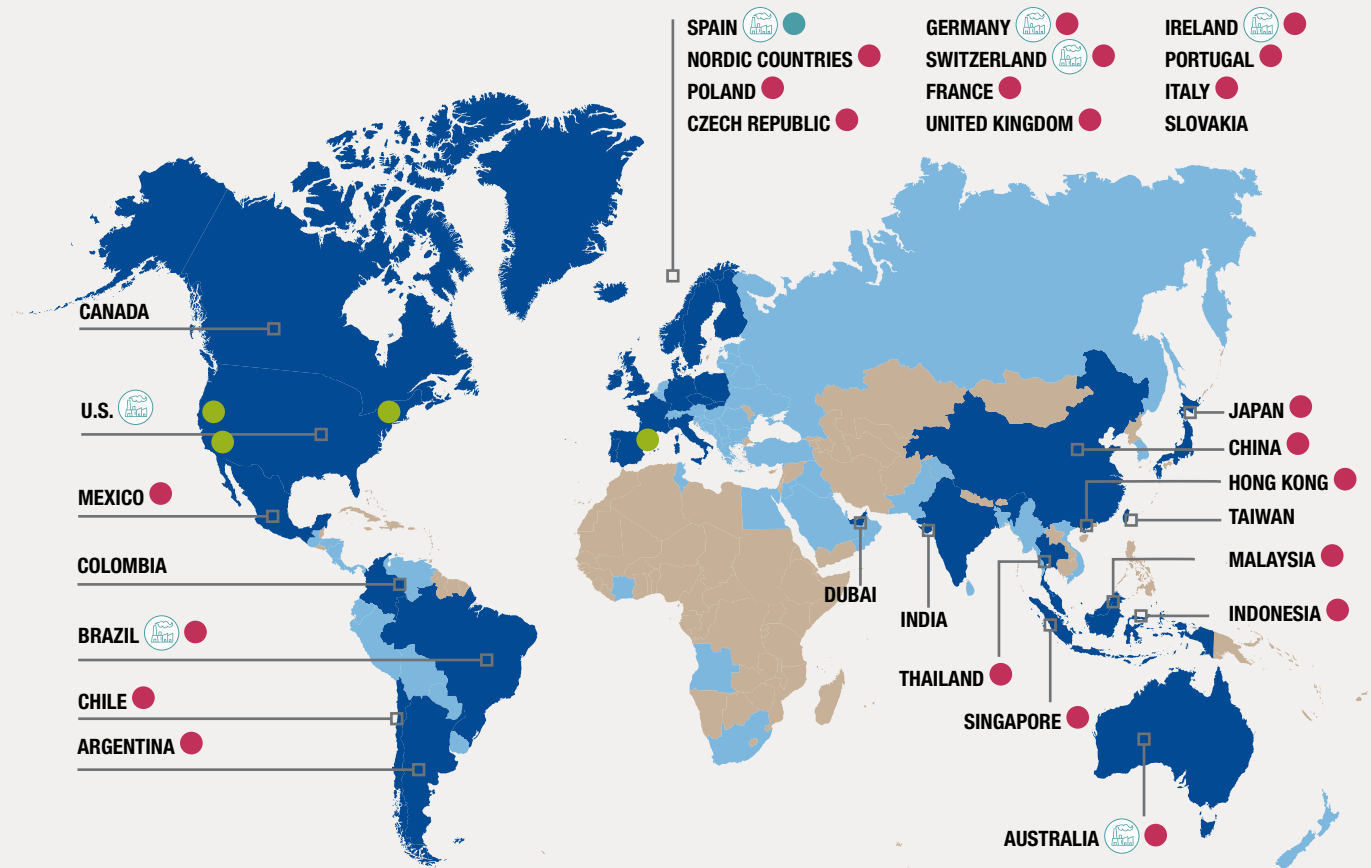 SPAIN
NORDIC COUNTRIES
POLAND
CZECH REPUBLIC
GERMANY
SWITZERLAND
FRANCE
UNITED KINGDOM
IRELAND
PORTUGAL
ITALY
SLOVAKIA
CANADA
U.S.
MEXICO
COLOMBIA
BRAZIL
CHILE
ARGENTINA
JAPAN
CHINA
HONG KONG
TAIWAN
MALAYSIA
INDONESIA
DUBAI
INDIA
THAILAND
SINGAPORE
AUSTRALIA